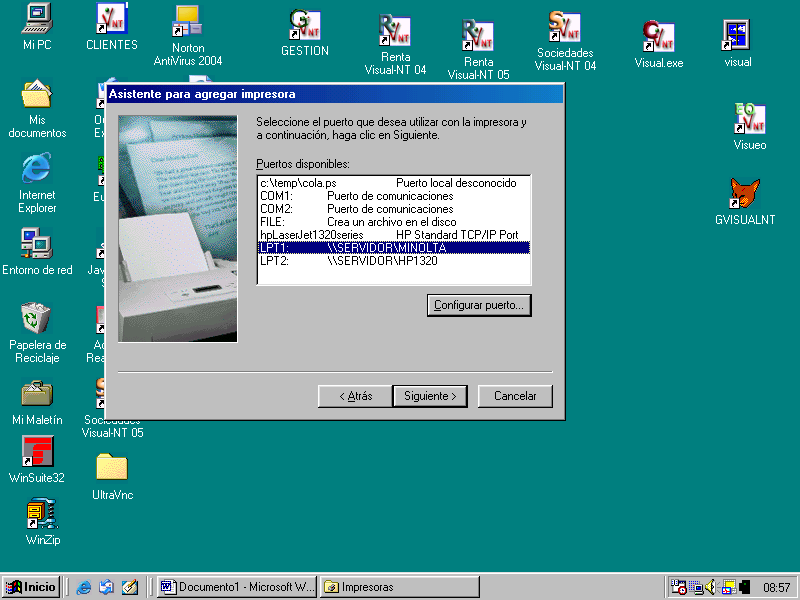 Mi PC
CLIENTES
Norton
AntiVirus 2004
GESTION
Renta
Visual-NT 04
Renta
Visual-NT 05
Sociedades
Visual-NT 04
Visual.exe
visual
Mis
documentos
Visueo
Internet
Explorer
GVISUALNT
Entorno de red
Papelera de
Reciclaje
Mi Maletín
Sociedades
Visual-NT 05
WinSuite32
UltraVnc
WinZip
Asistente para agregar impresora
Seleccione el puerto que desea utilizar con la impresora y
a continuación, haga clic en Siguiente.
Puertos disponibles:
c:\temp\cola.ps Puerto local desconocido
COM1: Puerto de comunicaciones
COM2: Puerto de comunicaciones
FILE: Crea un archivo en el disco
hpLaserJet1320series HP Standard TCP/IP Port
LPT1: \\SERVIDOR\MINOLTA
LPT2: \\SERVIDOR\HP1320
Configurar puerto...
< Atrás
Siguiente >
Cancelar
Inicio
Documento1 - Microsoft W...
Impresoras
08:57